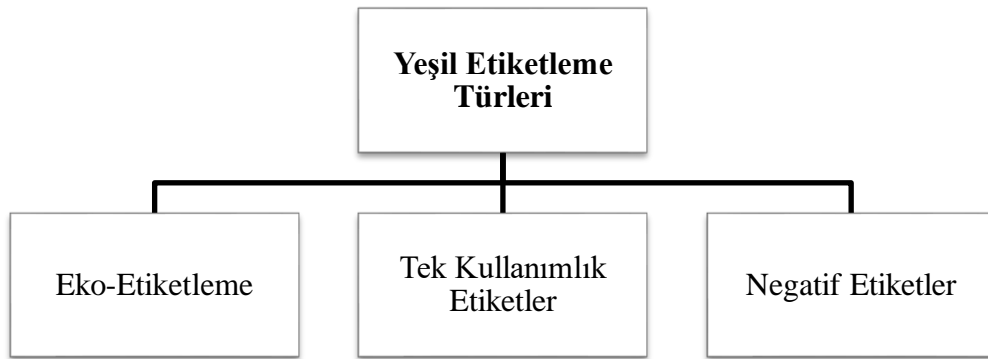 Yeşil Etiketleme
Türleri
Eko-Etiketleme
Tek Kullanımlık
Etiketler
Negatif Etiketler